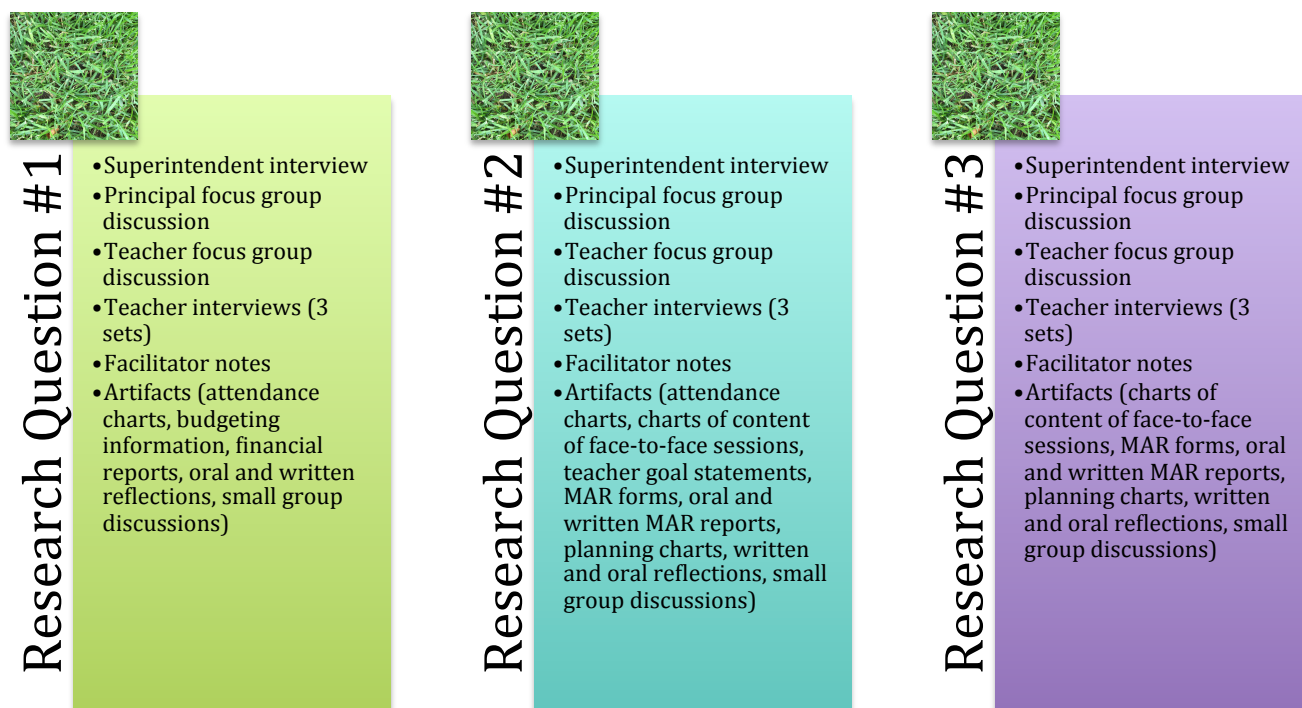 Research Question #1
•Superintendent interview
•Principal focus group
discussion
•Teacher focus group
discussion
•Teacher interviews (3
sets)
•Facilitator notes
•Artifacts (attendance
charts, budgeting
information, financial
reports, oral and written
reflections, small group
discussions)
Research Question #2
•Superintendent interview
•Principal focus group
discussion
•Teacher focus group
discussion
•Teacher interviews (3
sets)
•Facilitator notes
•Artifacts (attendance
charts, charts of content
of face-to-face sessions,
teacher goal statements,
MAR forms, oral and
written MAR reports,
planning charts, written
and oral reflections, small
group discussions)
Research Question #3
•Superintendent interview
•Principal focus group
discussion
•Teacher focus group
discussion
•Teacher interviews (3
sets)
•Facilitator notes
•Artifacts (charts of
content of face-to-face
sessions, MAR forms, oral
and written MAR reports,
planning charts, written
and oral reflections, small
group discussions)